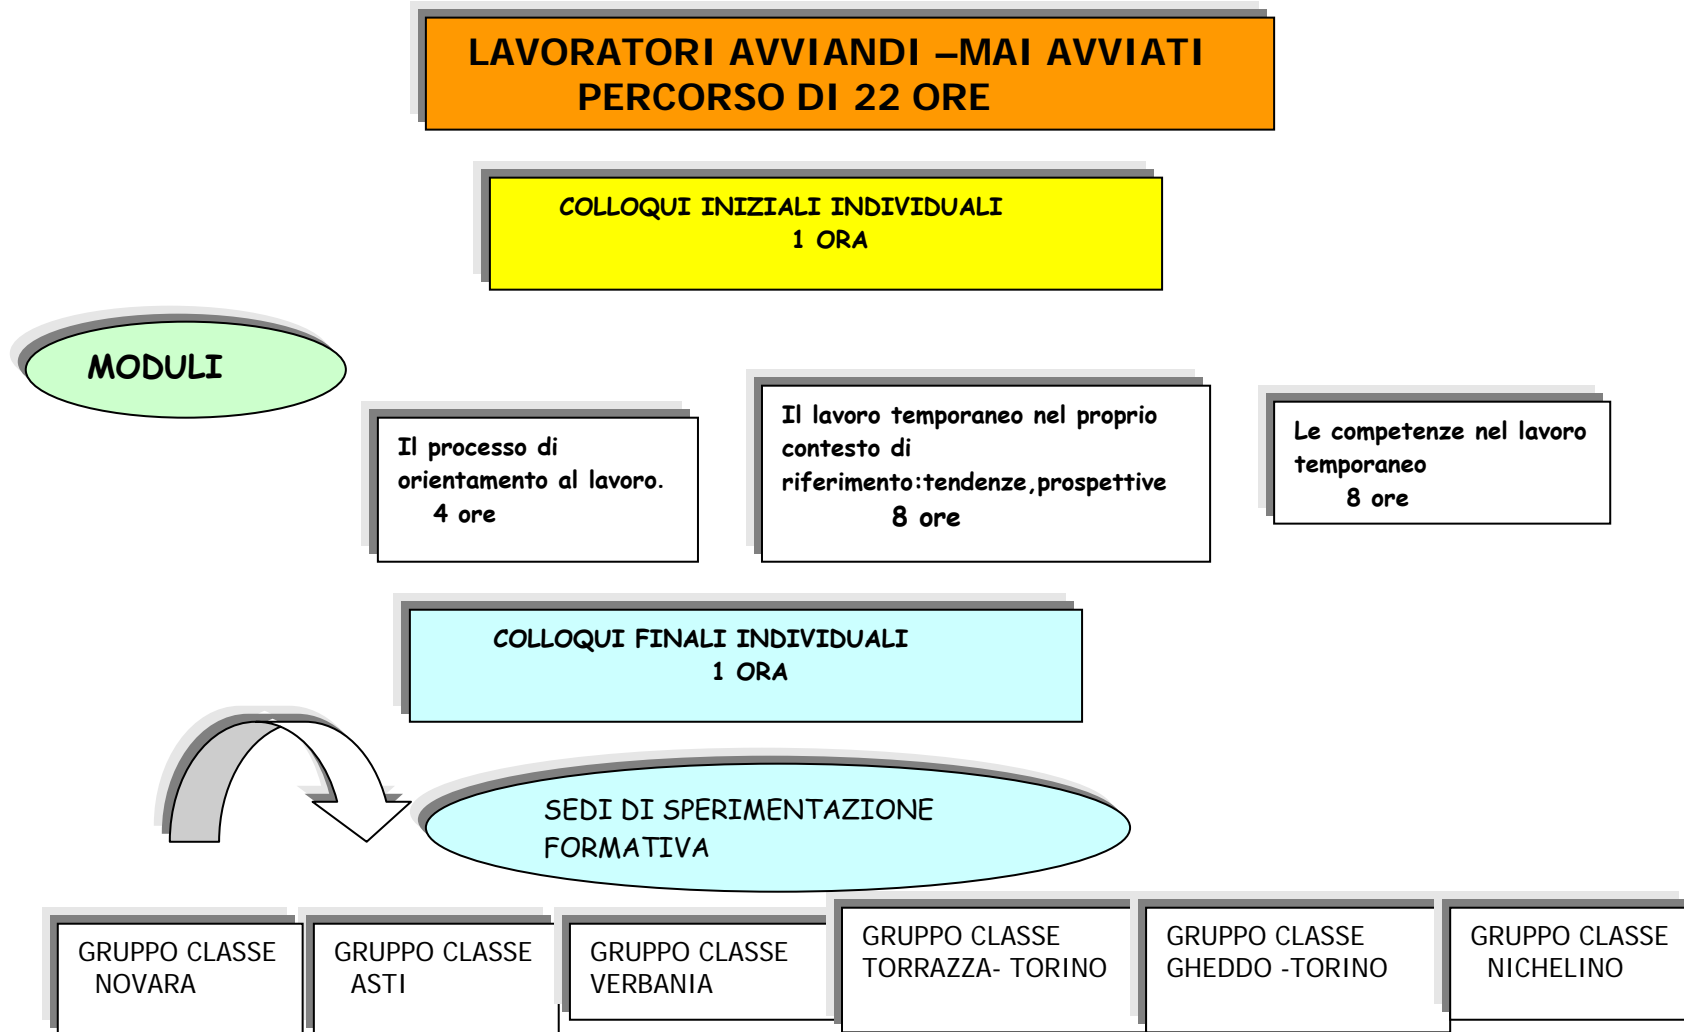 LAVORATORI AVVIANDI –MAI AVVIATI
PERCORSO DI 22 ORE
COLLOQUI INIZIALI INDIVIDUALI
1 ORA
MODULI
Il processo di
orientamento al lavoro.
4 ore
Il lavoro temporaneo nel proprio
contesto di
riferimento:tendenze,prospettive
8 ore
Le competenze nel lavoro
temporaneo
8 ore
COLLOQUI FINALI INDIVIDUALI
1 ORA
SEDI DI SPERIMENTAZIONE
FORMATIVA
GRUPPO CLASSE
NOVARA
GRUPPO CLASSE
ASTI
GRUPPO CLASSE
VERBANIA
GRUPPO CLASSE
TORRAZZA- TORINO
GRUPPO CLASSE
GHEDDO -TORINO
GRUPPO CLASSE
NICHELINO